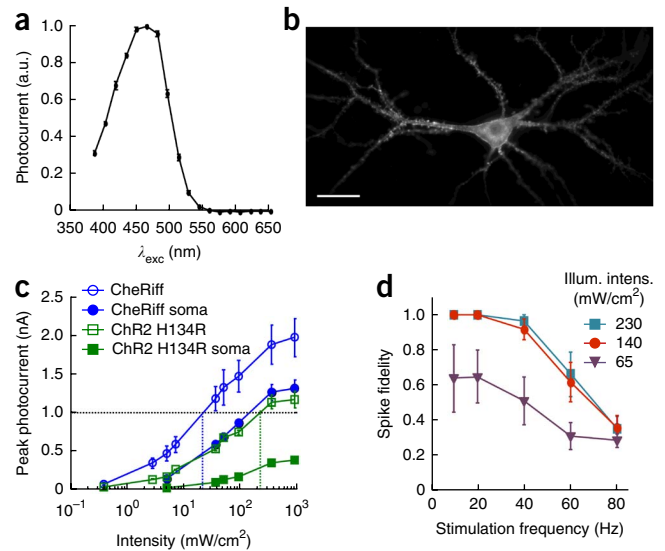 a
Photocurrent (a.u.)
1.0
0.8
0.6
0.4
0.2
0
350 400 450 500 550 600 650
λexc (nm)
b
c
CheRiff
CheRiff soma
ChR2 H134R
ChR2 H134R soma
Peak photocurrent (nA)
2.5
2.0
1.5
1.0
0.5
0
10−1 100 101 102 103
Intensity (mW/cm2)
d
Illum. intens.
(mW/cm2)
230
140
65
Spike fidelity
1.0
0.8
0.6
0.4
0.2
0
0 20 40 60 80
Stimulation frequency (Hz)